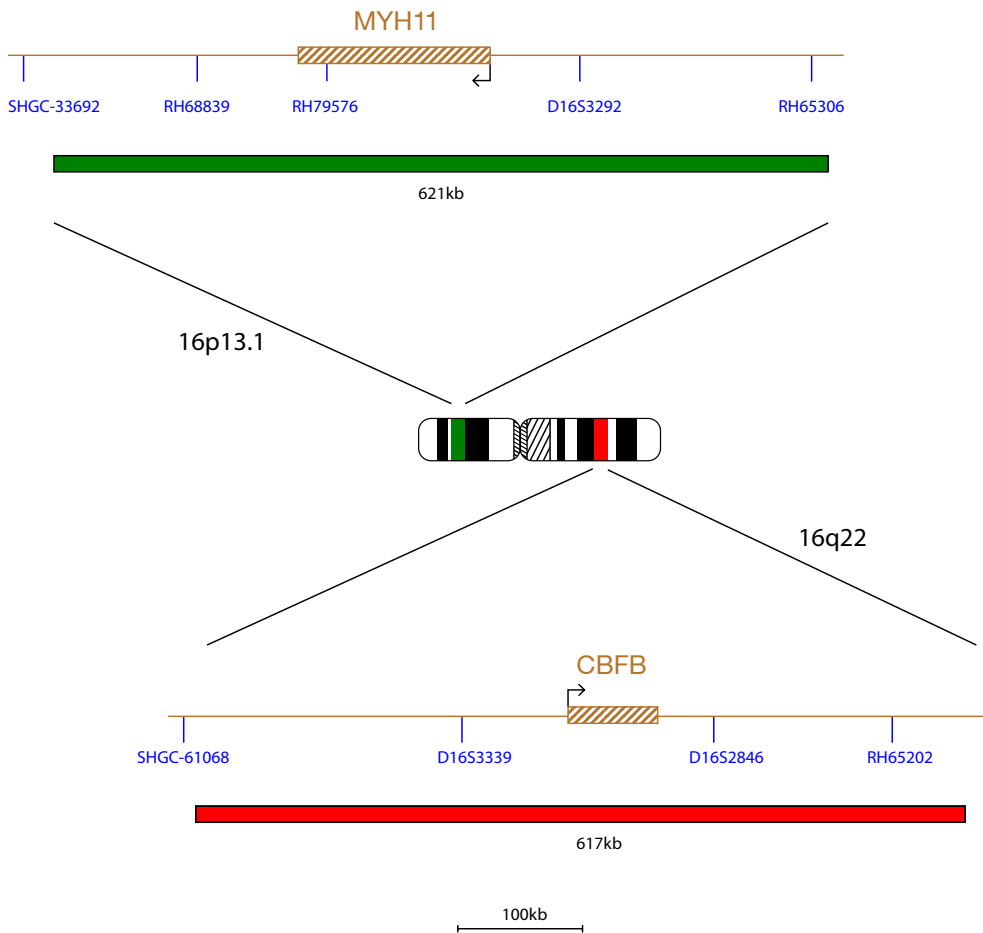 MYH11
SHGC-33692 RH68839 RH79576 D16S3292 RH65306
621kb
16p13.1
16q22
CBFB
SHGC-61068 D16S3339 D16S2846 RH65202
617kb
100kb